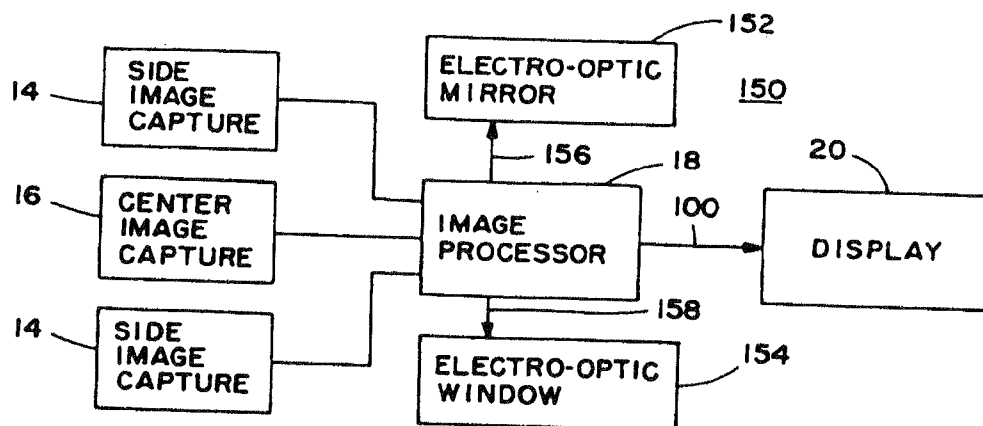 152
ELECTRO-OPTIC
MIRROR
150
14
SIDE
IMAGE
CAPTURE
156
18
20
16
CENTER
IMAGE
CAPTURE
IMAGE
PROCESSOR
100
DISPLAY
14
SIDE
IMAGE
CAPTURE
158
ELECTRO-OPTIC
WINDOW
154